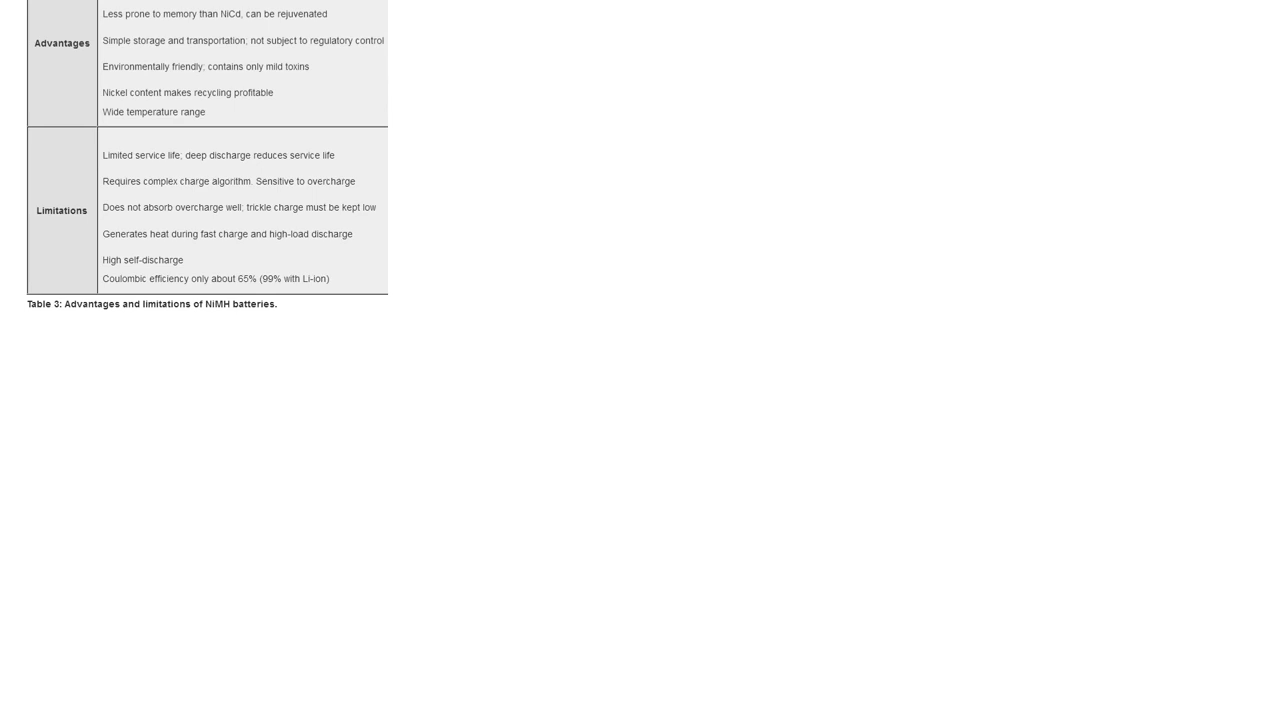 Advantages
Less prone to memory than NiCd, can be rejuvenated
Simple storage and transportation; not subject to regulatory control
Environmentally friendly; contains only mild toxins
Nickel content makes recycling profitable
Wide temperature range
Limitations
Limited service life; deep discharge reduces service life
Requires complex charge algorithm. Sensitive to overcharge
Does not absorb overcharge well; trickle charge must be kept low
Generates heat during fast charge and high-load discharge
High self-discharge
Coulombic efficiency only about 65% (99% with Li-ion)
Table 3: Advantages and limitations of NiMH batteries.